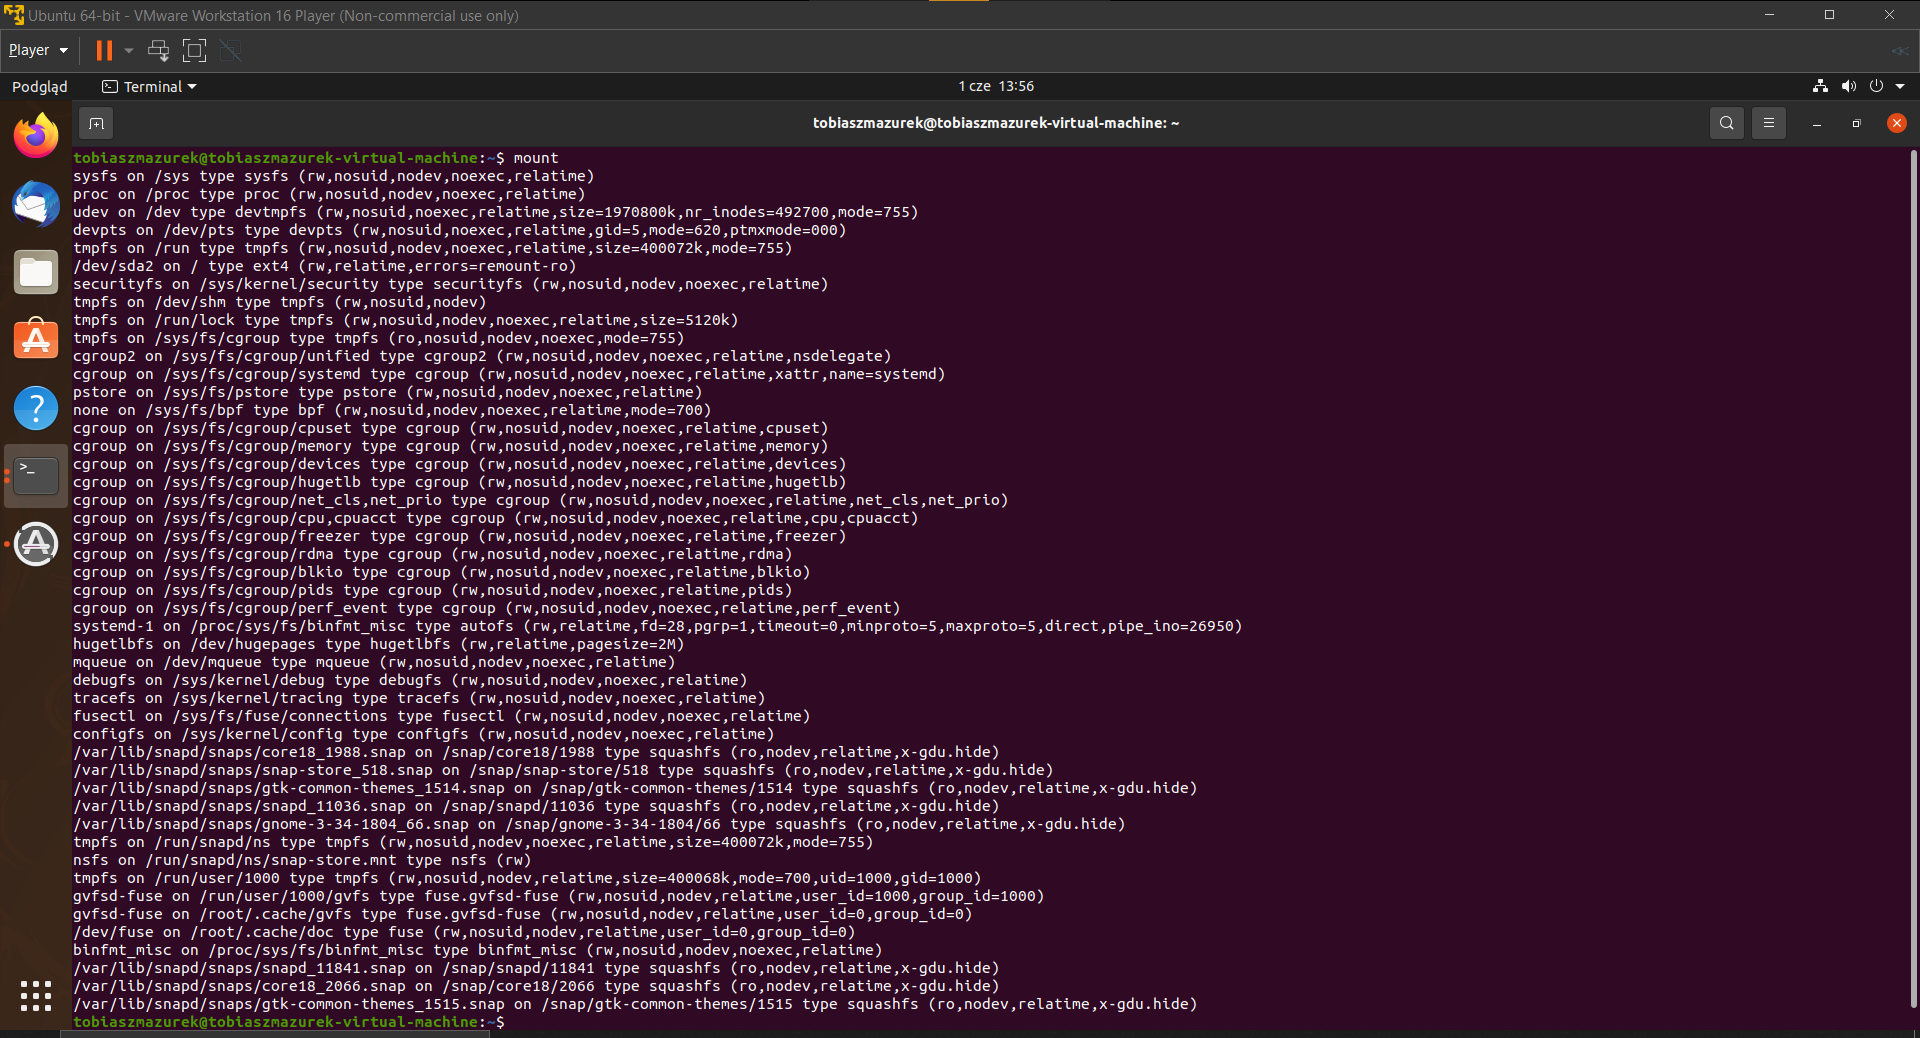 Ubuntu 64-bit - VMware Workstation 16 Player (Non-commercial use only)
Player
Podgląd Terminal 1 cze 13:56
tobiaszmazurek@tobiaszmazurek-virtual-machine: ~
tobiaszmazurek@tobiaszmazurek-virtual-machine:~$ mount
sysfs on /sys type sysfs (rw,nosuid,nodev,noexec,relatime)
proc on /proc type proc (rw,nosuid,nodev,noexec,relatime)
udev on /dev type devtmpfs (rw,nosuid,noexec,relatime,size=1970800k,nr_inodes=492700,mode=755)
devpts on /dev/pts type devpts (rw,nosuid,noexec,relatime,gid=5,mode=620,ptmxmode=000)
tmpfs on /run type tmpfs (rw,nosuid,nodev,noexec,relatime,size=400072k,mode=755)
/dev/sda2 on / type ext4 (rw,relatime,errors=remount-ro)
securityfs on /sys/kernel/security type securityfs (rw,nosuid,nodev,noexec,relatime)
tmpfs on /dev/shm type tmpfs (rw,nosuid,nodev)
tmpfs on /run/lock type tmpfs (rw,nosuid,nodev,noexec,relatime,size=5120k)
tmpfs on /sys/fs/cgroup type tmpfs (ro,nosuid,nodev,noexec,mode=755)
cgroup2 on /sys/fs/cgroup/unified type cgroup2 (rw,nosuid,nodev,noexec,relatime,nsdelegate)
cgroup on /sys/fs/cgroup/systemd type cgroup (rw,nosuid,nodev,noexec,relatime,xattr,name=systemd)
pstore on /sys/fs/pstore type pstore (rw,nosuid,nodev,noexec,relatime)
none on /sys/fs/bpf type bpf (rw,nosuid,nodev,noexec,relatime,mode=700)
cgroup on /sys/fs/cgroup/cpuset type cgroup (rw,nosuid,nodev,noexec,relatime,cpuset)
cgroup on /sys/fs/cgroup/memory type cgroup (rw,nosuid,nodev,noexec,relatime,memory)
cgroup on /sys/fs/cgroup/devices type cgroup (rw,nosuid,nodev,noexec,relatime,devices)
cgroup on /sys/fs/cgroup/hugetlb type cgroup (rw,nosuid,nodev,noexec,relatime,hugetlb)
cgroup on /sys/fs/cgroup/net_cls,net_prio type cgroup (rw,nosuid,nodev,noexec,relatime,net_cls,net_prio)
cgroup on /sys/fs/cgroup/cpu,cpuacct type cgroup (rw,nosuid,nodev,noexec,relatime,cpu,cpuacct)
cgroup on /sys/fs/cgroup/freezer type cgroup (rw,nosuid,nodev,noexec,relatime,freezer)
cgroup on /sys/fs/cgroup/rdma type cgroup (rw,nosuid,nodev,noexec,relatime,rdma)
cgroup on /sys/fs/cgroup/blkio type cgroup (rw,nosuid,nodev,noexec,relatime,blkio)
cgroup on /sys/fs/cgroup/pids type cgroup (rw,nosuid,nodev,noexec,relatime,pids)
cgroup on /sys/fs/cgroup/perf_event type cgroup (rw,nosuid,nodev,noexec,relatime,perf_event)
systemd-1 on /proc/sys/fs/binfmt_misc type autofs (rw,relatime,fd=28,pgrp=1,timeout=0,minproto=5,maxproto=5,direct,pipe_ino=26950)
hugetlbfs on /dev/hugepages type hugetlbfs (rw,relatime,pagesize=2M)
mqueue on /dev/mqueue type mqueue (rw,nosuid,nodev,noexec,relatime)
debugfs on /sys/kernel/debug type debugfs (rw,nosuid,nodev,noexec,relatime)
tracefs on /sys/kernel/tracing type tracefs (rw,nosuid,nodev,noexec,relatime)
fusectl on /sys/fs/fuse/connections type fusectl (rw,nosuid,nodev,noexec,relatime)
configfs on /sys/kernel/config type configfs (rw,nosuid,nodev,noexec,relatime)
/var/lib/snapd/snaps/core18_1988.snap on /snap/core18/1988 type squashfs (ro,nodev,relatime,x-gdu.hide)
/var/lib/snapd/snaps/snap-store_518.snap on /snap/snap-store/518 type squashfs (ro,nodev,relatime,x-gdu.hide)
/var/lib/snapd/snaps/gtk-common-themes_1514.snap on /snap/gtk-common-themes/1514 type squashfs (ro,nodev,relatime,x-gdu.hide)
/var/lib/snapd/snaps/snapd_11036.snap on /snap/snapd/11036 type squashfs (ro,nodev,relatime,x-gdu.hide)
/var/lib/snapd/snaps/gnome-3-34-1804_66.snap on /snap/gnome-3-34-1804/66 type squashfs (ro,nodev,relatime,x-gdu.hide)
tmpfs on /run/snapd/ns type tmpfs (rw,nosuid,nodev,noexec,relatime,size=400072k,mode=755)
nsfs on /run/snapd/ns/snap-store.mnt type nsfs (rw)
tmpfs on /run/user/1000 type tmpfs (rw,nosuid,nodev,relatime,size=400068k,mode=700,uid=1000,gid=1000)
gvfsd-fuse on /run/user/1000/gvfs type fuse.gvfsd-fuse (rw,nosuid,nodev,relatime,user_id=1000,group_id=1000)
gvfsd-fuse on /root/.cache/gvfs type fuse.gvfsd-fuse (rw,nosuid,nodev,relatime,user_id=0,group_id=0)
/dev/fuse on /root/.cache/doc type fuse (rw,nosuid,nodev,relatime,user_id=0,group_id=0)
binfmt_misc on /proc/sys/fs/binfmt_misc type binfmt_misc (rw,nosuid,nodev,noexec,relatime)
/var/lib/snapd/snaps/snapd_11841.snap on /snap/snapd/11841 type squashfs (ro,nodev,relatime,x-gdu.hide)
/var/lib/snapd/snaps/core18_2066.snap on /snap/core18/2066 type squashfs (ro,nodev,relatime,x-gdu.hide)
/var/lib/snapd/snaps/gtk-common-themes_1515.snap on /snap/gtk-common-themes/1515 type squashfs (ro,nodev,relatime,x-gdu.hide)
tobiaszmazurek@tobiaszmazurek-virtual-machine:~$